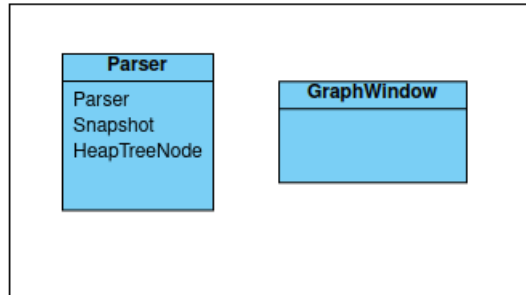 Parser
Parser
Snapshot
HeapTreeNode
GraphWindow